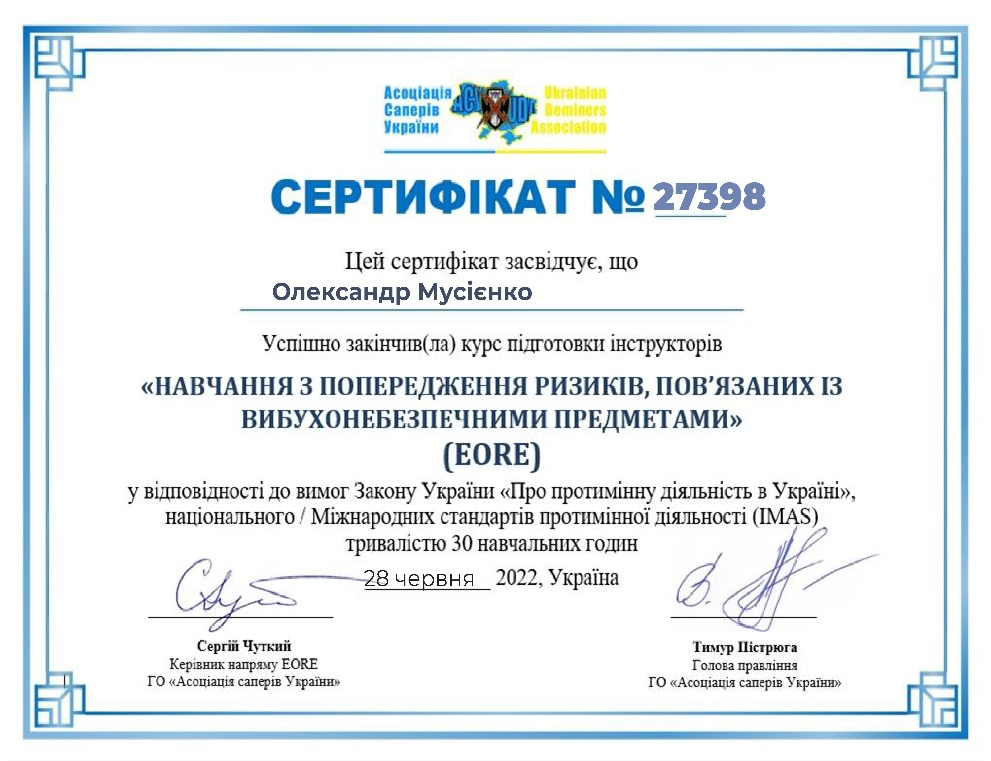 Асоціація
Саперів
України
АСУ UDA
Ukrainian
Deminers
Association
СЕРТИФІКАТ № 27398
Цей сертифікат засвідчує, що
Олександр Мусієнко
Успішно закінчив(ла) курс підготовки інструкторів
«НАВЧАННЯ З ПОПЕРЕДЖЕННЯ РИЗИКІВ, ПОВ’ЯЗАНИХ ІЗ
ВИБУХОНЕБЕЗПЕЧНИМИ ПРЕДМЕТАМИ»
(EORE)
у відповідності до вимог Закону України «Про протимінну діяльність в Україні»,
національного / Міжнародних стандартів протимінної діяльності (IMAS)
тривалістю 30 навчальних годин
28 червня 2022, Україна
Сергій Чуткий
Керівник напряму EORE
ГО «Асоціація саперів України»
Тимур Пістрюга
Голова правління
ГО «Асоціація саперів України»